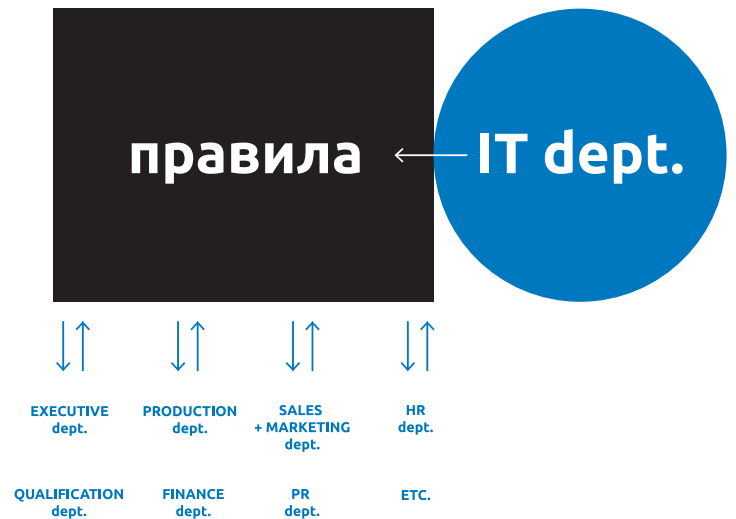 правила
IT dept.
EXECUTIVE
dept.
PRODUCTION
dept.
SALES
+ MARKETING
dept.
HR
dept.
QUALIFICATION
dept.
FINANCE
dept.
PR
dept.
ETC.